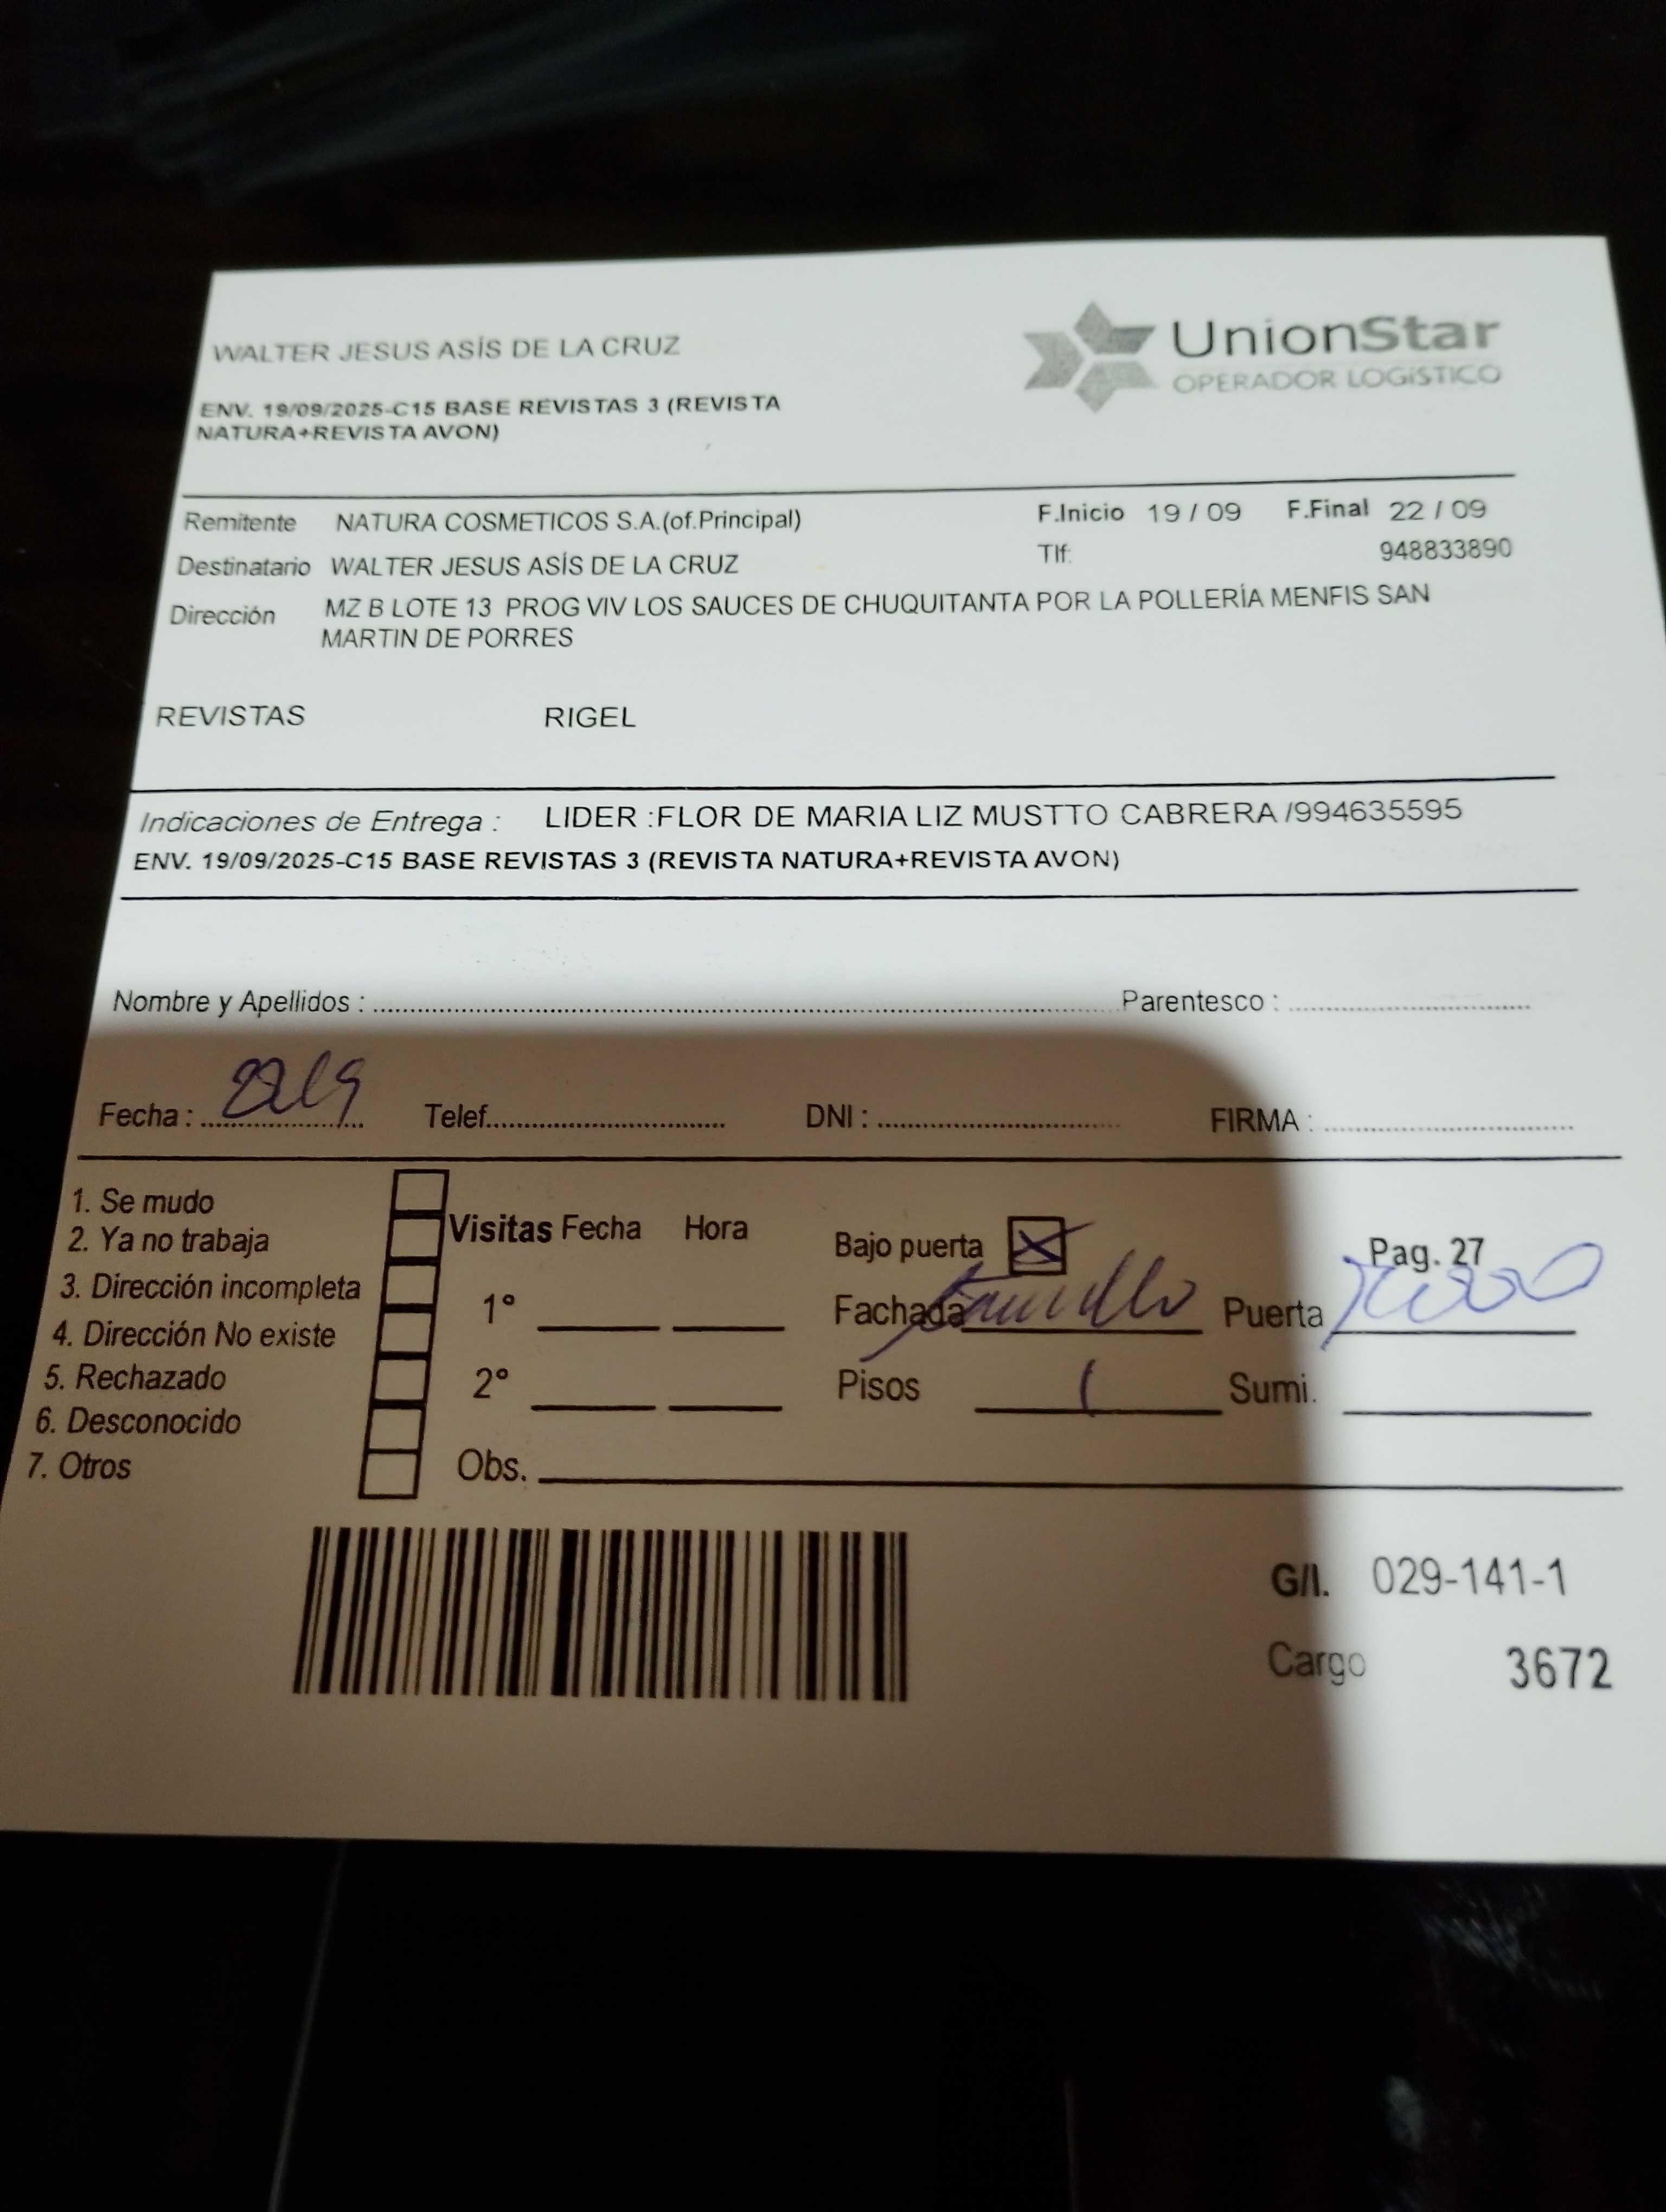 WALTER JESUS ASÍS DE LA CRUZ
UnionStar
OPERADOR LOGÍSTICO
ENV. 19/09/2025-C15 BASE REVISTAS 3 (REVISTA
NATURA+REVISTA AVON)
Remitente NATURA COSMETICOS S.A.(of.Principal) F.Inicio 19 / 09 F.Final 22 / 09
Destinatario WALTER JESUS ASÍS DE LA CRUZ Tlf: 948833890
Dirección MZ B LOTE 13 PROG VIV LOS SAUCES DE CHUQUITANTA POR LA POLLERÍA MENFIS SAN
MARTIN DE PORRES
REVISTAS RIGEL
Indicaciones de Entrega : LIDER :FLOR DE MARIA LIZ MUSTTO CABRERA /994635595
ENV. 19/09/2025-C15 BASE REVISTAS 3 (REVISTA NATURA+REVISTA AVON)
Nombre y Apellidos : Parentesco :
Fecha : Telef. DNI : FIRMA :
1. Se mudo
2. Ya no trabaja
3. Dirección incompleta
4. Dirección No existe
5. Rechazado
6. Desconocido
7. Otros
Visitas Fecha Hora
1°
2°
Obs.
Bajo puerta X
Pag. 27
Fachada Puerta
Pisos 1 Sumi.
G/I. 029-141-1
Cargo 3672